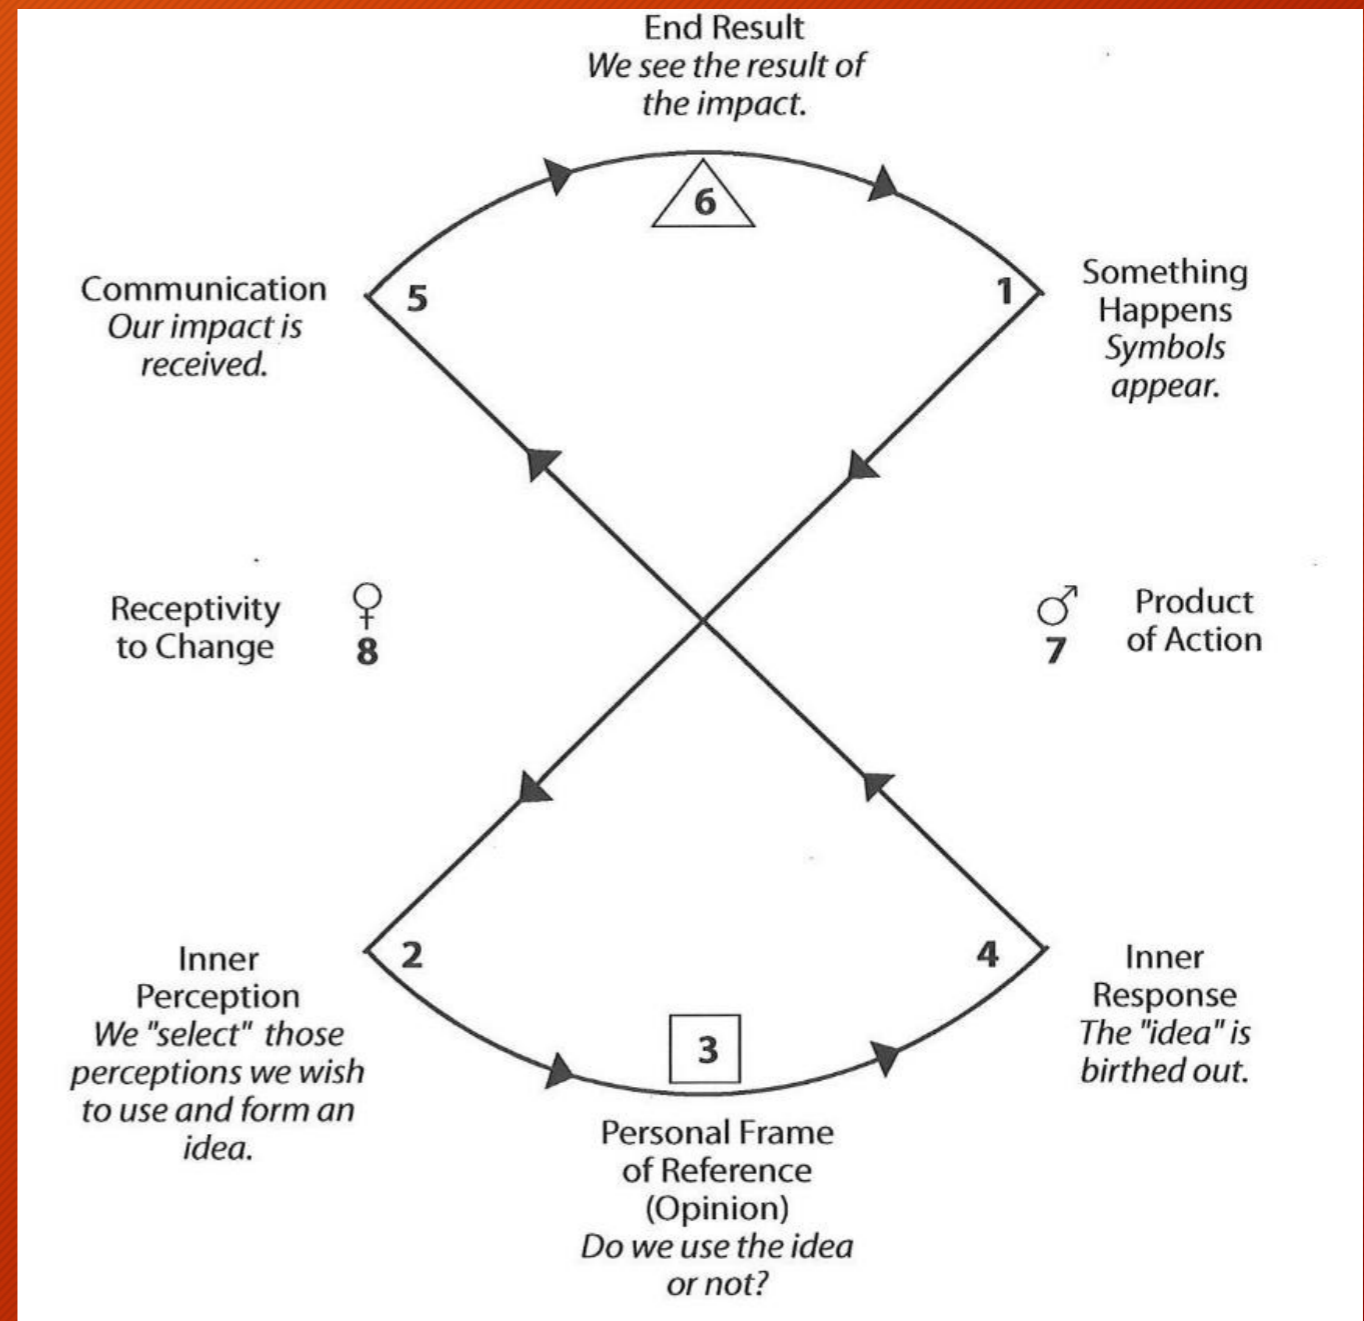 End Result
We see the result of
the impact.
6
Communication
Our impact is
received.
5
1
Something
Happens
Symbols
appear.
Receptivity
to Change
8
7
Product
of Action
Inner
Perception
We "select" those
perceptions we wish
to use and form an
idea.
2
4
Inner
Response
The "idea" is
birthed out.
3
Personal Frame
of Reference
(Opinion)
Do we use the idea
or not?